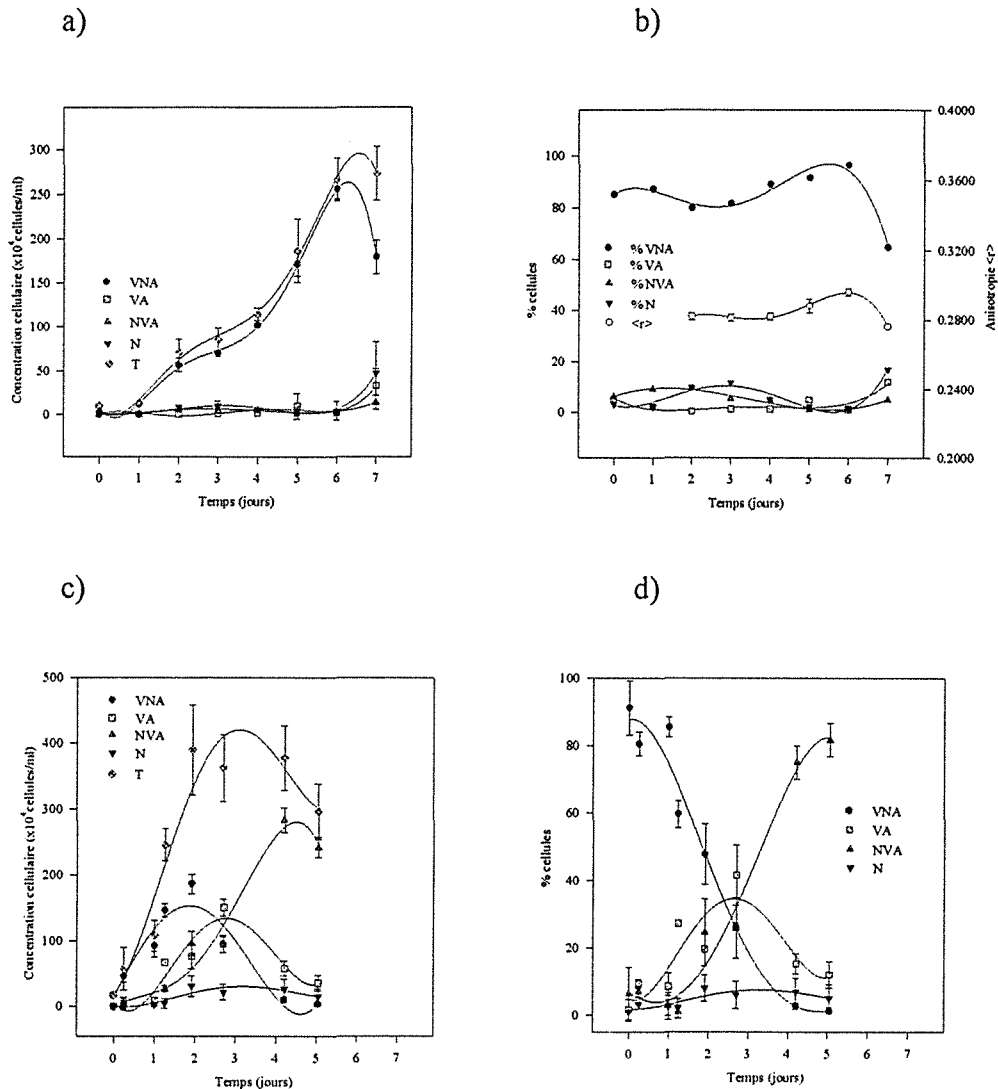 a)
b)
Concentration cellulaire (x10⁴cellules/ml)
300
250
200
150
100
50
0
VNA
VA
NVA
N
T
0 1 2 3 4 5 6 7
Temps (jours)
% cellules
100
80
60
40
20
0
% VNA
% VA
%NVA
%N
<r>
0.4000
0.3600
0.3200
0.2800
0.2400
0.2000
Anisotropie <r>
0 1 2 3 4 5 6 7
Temps (jours)
c)
d)
Concentration cellulaire (x10⁴cellules/ml)
500
400
300
200
100
0
VNA
VA
NVA
N
T
0 1 2 3 4 5 6 7
Temps (jours)
% cellules
100
80
60
40
20
0
VNA
VA
NVA
N
0 1 2 3 4 5 6 7
Temps (jours)